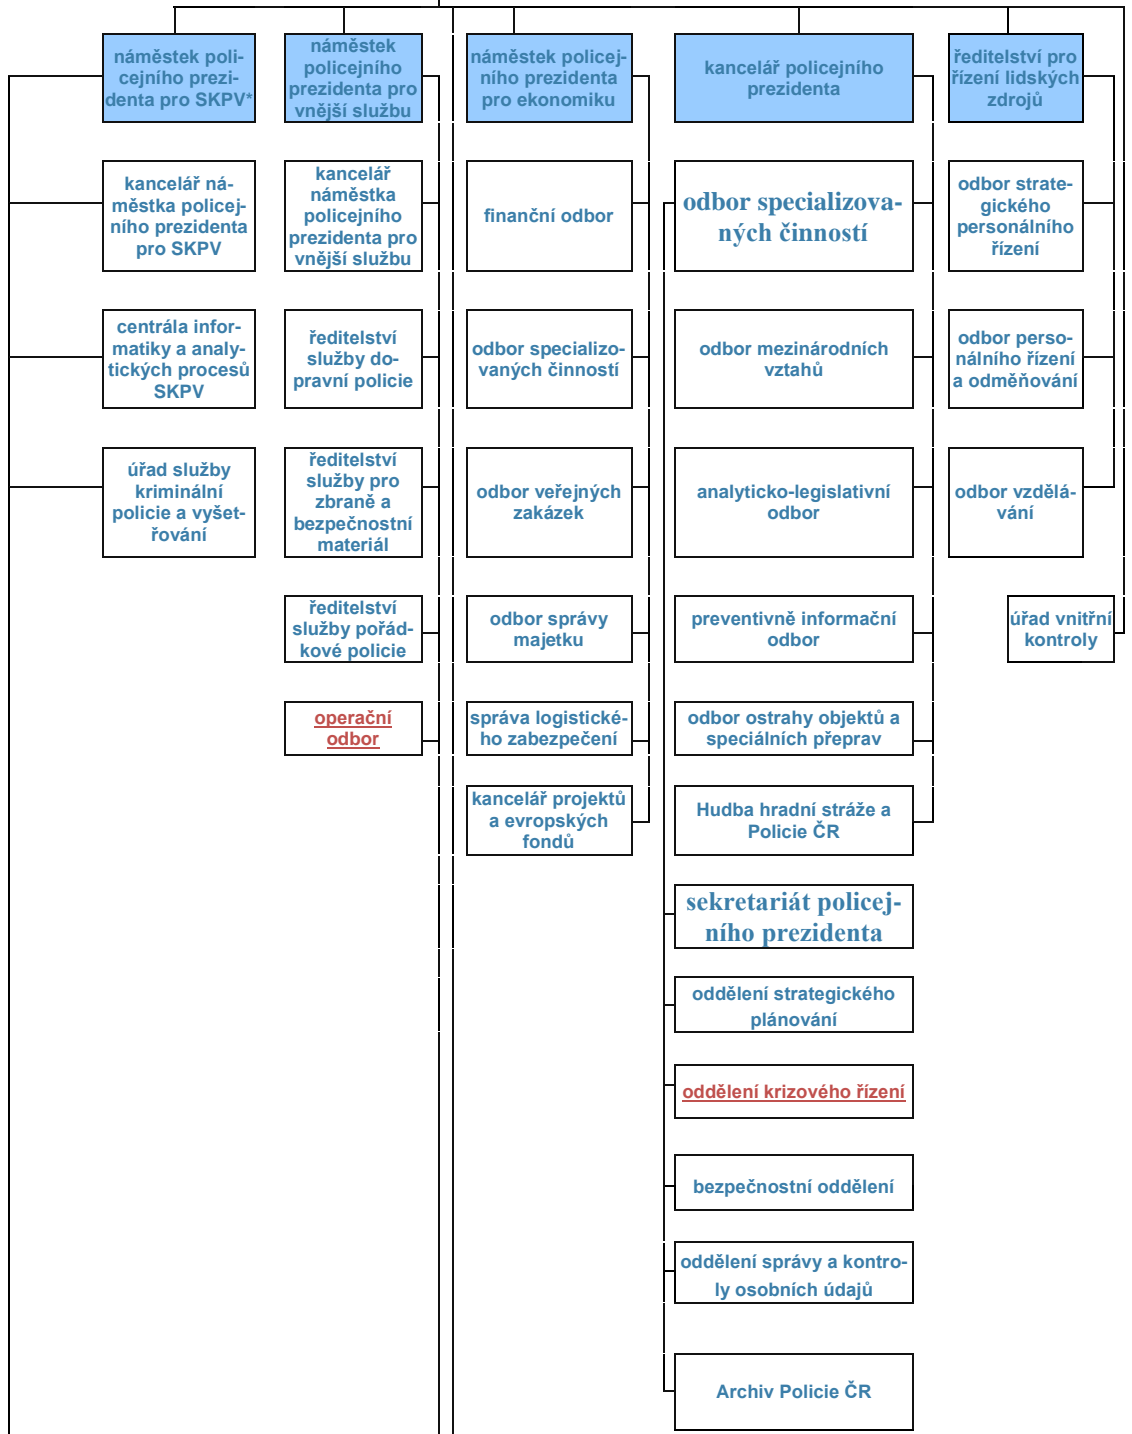 náměstek poli-
cejního prezi-
denta pro SKPV*
náměstek
policejního
prezidenta pro
vnější službu
náměstek policej-
ního prezidenta
pro ekonomiku
kancelář policejního
prezidenta
ředitelství pro
řízení lidských
zdrojů
kancelář ná-
městka policej-
ního prezidenta
pro SKPV
kancelář
náměstka
policejního
prezidenta pro
vnější službu
finanční odbor
odbor specializova-
ných činností
odbor strate-
gického
personálního
řízení
centrála infor-
matiky a analy-
tických procesů
SKPV
ředitelství
služby do-
pravní policie
odbor specializo-
vaných činností
odbor mezinárodních
vztahů
odbor perso-
nálního řízení
a odměňování
úřad služby
kriminální
policie a vyšet-
řování
ředitelství
služby pro
zbraně a
bezpečnostní
materiál
odbor veřejných
zakázek
analyticko-legislativní
odbor
odbor vzdělá-
vání
ředitelství
služby pořád-
kové policie
odbor správy
majetku
preventivně informační
odbor
úřad vnitřní
kontroly
operační
odbor
správa logistické-
ho zabezpečení
odbor ostrahy objektů a
speciálních přeprav
kancelář projektů
a evropských
fondů
Hudba hradní stráže a
Policie ČR
sekretariát policej-
ního prezidenta
oddělení strategického
plánování
oddělení krizového řízení
bezpečnostní oddělení
oddělení správy a kontro-
ly osobních údajů
Archiv Policie ČR